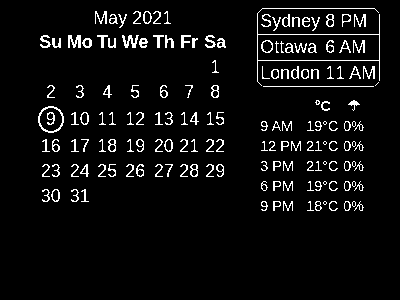 May 2021
Su Mo Tu We Th Fr Sa
1
2 3 4 5 6 7 8
9 10 11 12 13 14 15
16 17 18 19 20 21 22
23 24 25 26 27 28 29
30 31
Sydney 8 PM
Ottawa 6 AM
London 11 AM
°C ☂
9 AM 19°C 0%
12 PM 21°C 0%
3 PM 21°C 0%
6 PM 19°C 0%
9 PM 18°C 0%